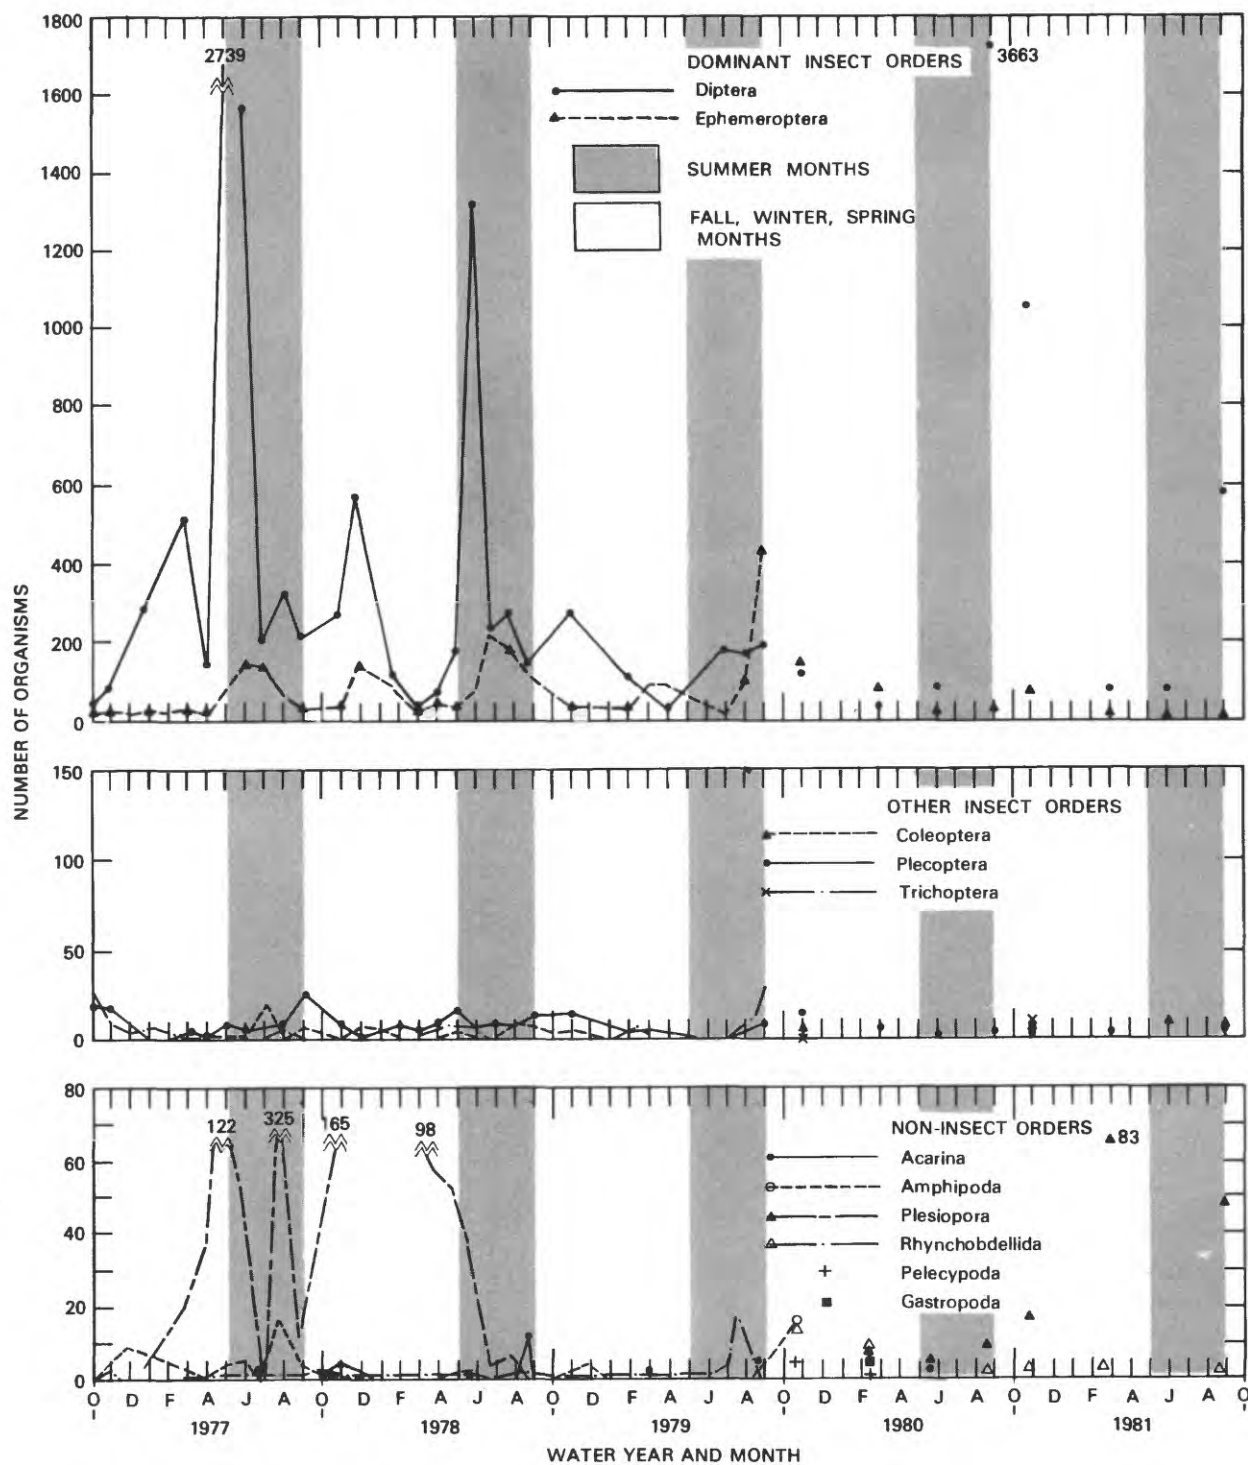 1800
1600
1400
1200
1000
800
600
400
200
0
2739
3663
DOMINANT INSECT ORDERS
Diptera
Ephemeroptera
SUMMER MONTHS
FALL, WINTER, SPRING
MONTHS
NUMBER OF ORGANISMS
150
100
50
0
OTHER INSECT ORDERS
Coleoptera
Plecoptera
Trichoptera
80
60
40
20
0
122
325
165
98
83
NON-INSECT ORDERS
Acarina
Amphipoda
Plesiopora
Rhynchobdellida
Pelecypoda
Gastropoda
O D F A J A O D F A J A O D F A J A O D F A J A O D F A J A O
1977 1978 1979 1980 1981
WATER YEAR AND MONTH